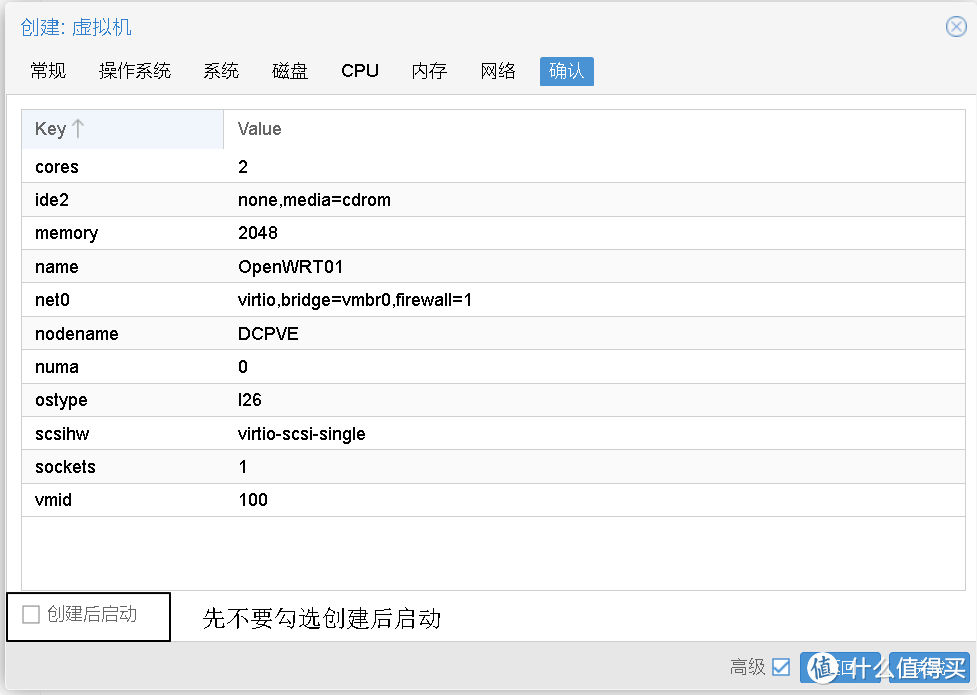 创建: 虚拟机
常规 操作系统 系统 磁盘 CPU 内存 网络 确认
Key Value
cores 2
ide2 none,media=cdrom
memory 2048
name OpenWRT01
net0 virtio,bridge=vmbr0,firewall=1
nodename DCPVE
numa 0
ostype l26
scsihw virtio-scsi-single
sockets 1
vmid 100
创建后启动 先不要勾选创建后启动
高级 值 什么值得买